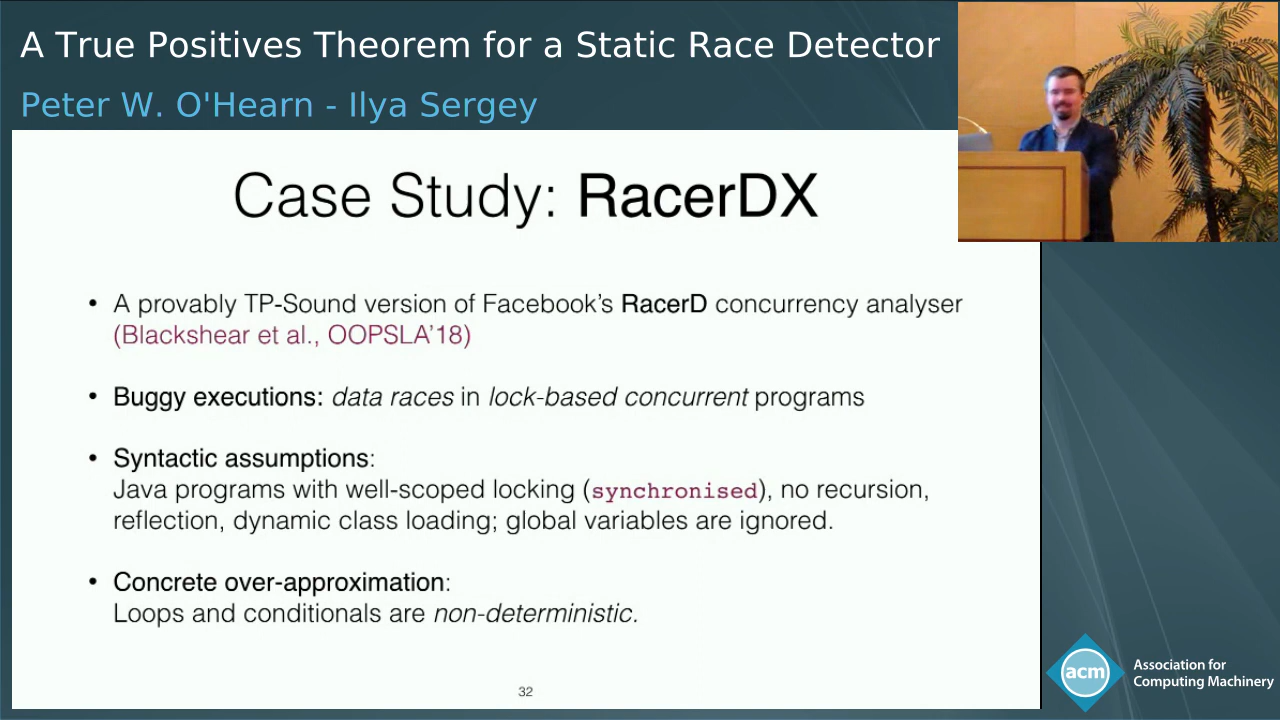 A True Positives Theorem for a Static Race Detector
Peter W. O'Hearn - Ilya Sergey
Case Study: RacerDX
• A provably TP-Sound version of Facebook's RacerD concurrency analyser
(Blackshear et al., OOPSLA'18)
• Buggy executions: data races in lock-based concurrent programs
• Syntactic assumptions:
Java programs with well-scoped locking (synchronised), no recursion,
reflection, dynamic class loading; global variables are ignored.
• Concrete over-approximation:
Loops and conditionals are non-deterministic.
32
acm
Association for
Computing Machinery